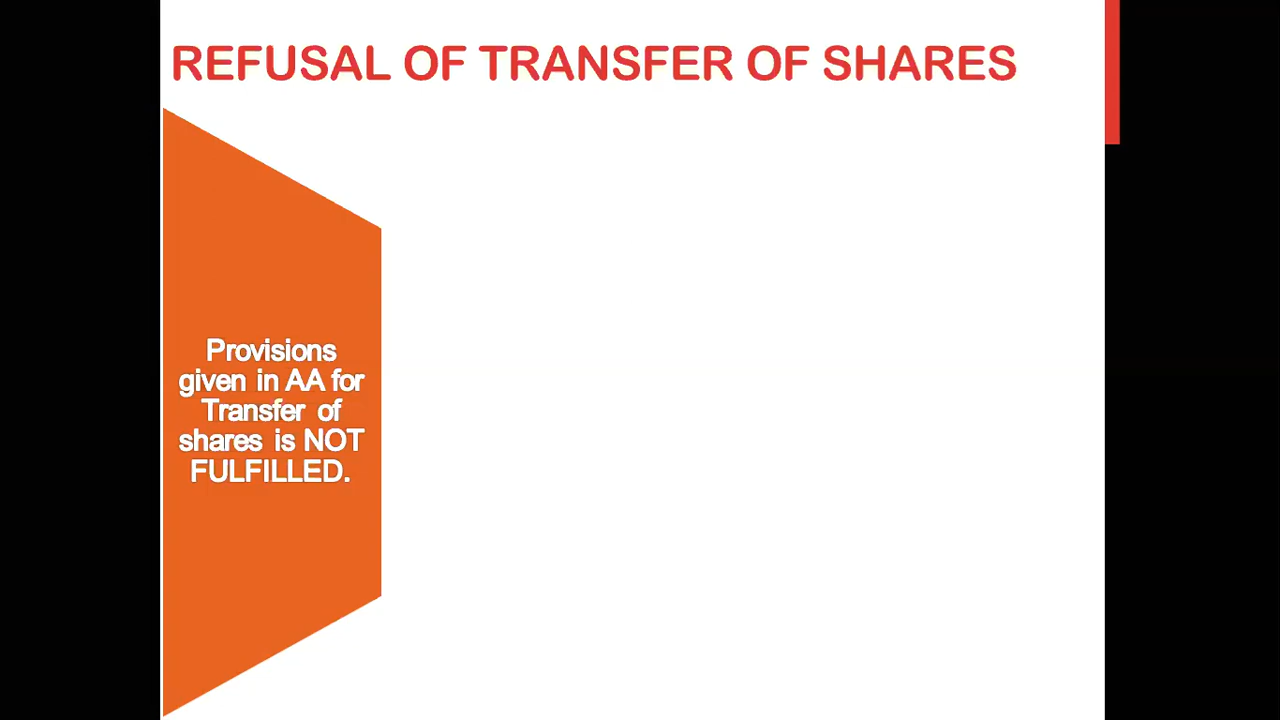 REFUSAL OF TRANSFER OF SHARES
Provisions
given in AA for
Transfer of
shares is NOT
FULFILLED.